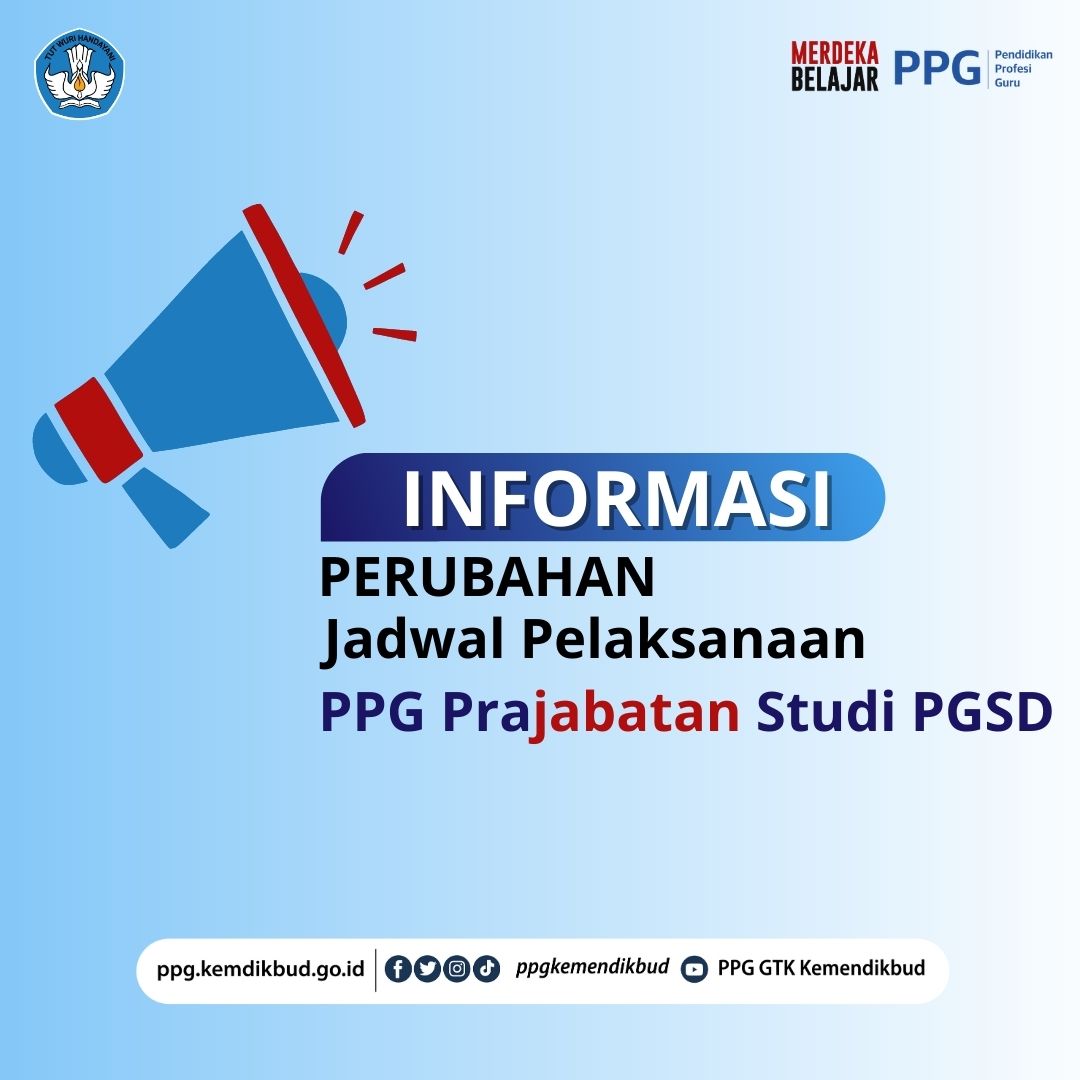 TUT WURI HANDAYANI
MERDEKA
BELAJAR
PPG
Pendidikan
Profesi
Guru
INFORMASI
PERUBAHAN
Jadwal Pelaksanaan
PPG Prajabatan Studi PGSD
ppg.kemdikbud.go.id
ppgkemendikbud
PPG GTK Kemendikbud